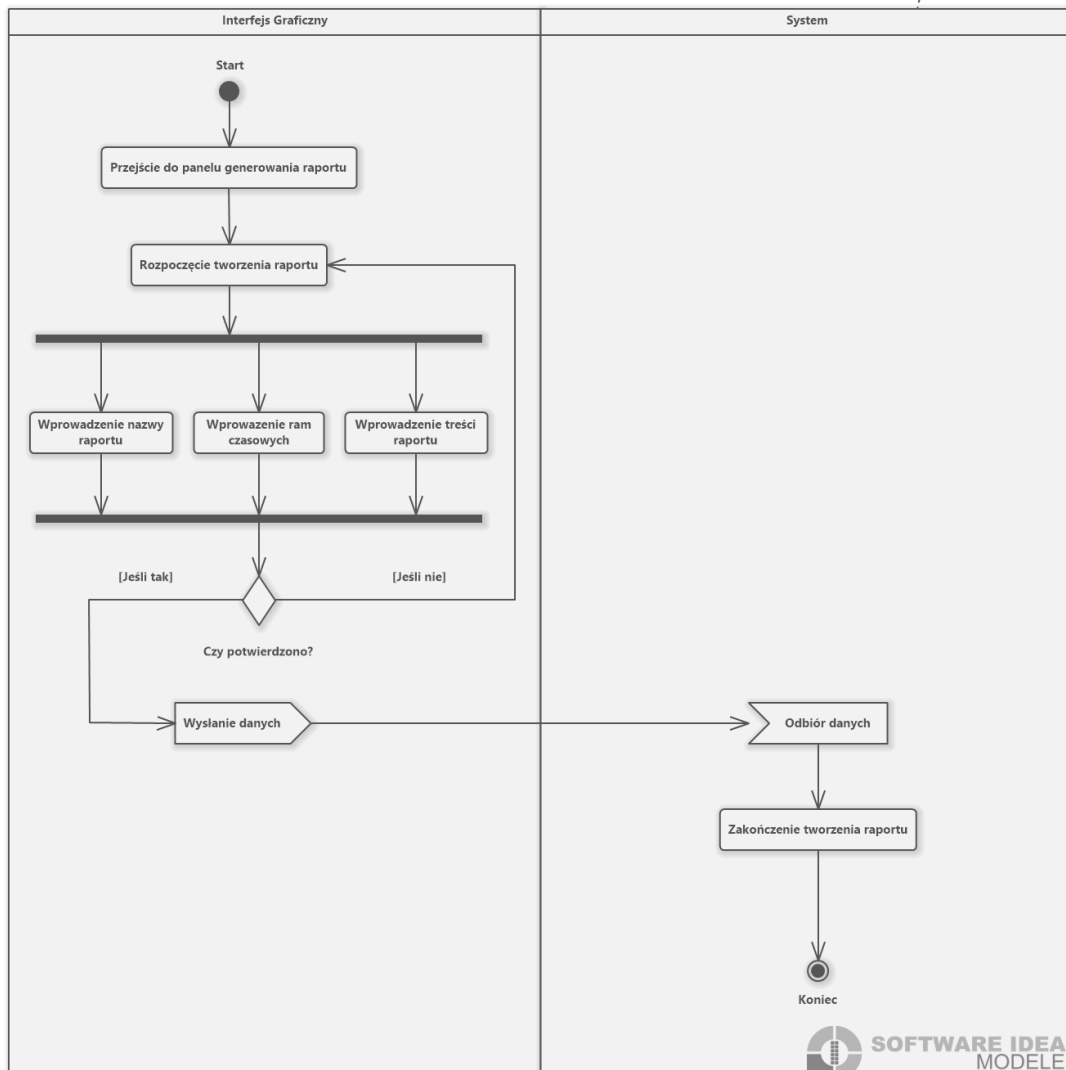 Interfejs Graficzny
System
Start
Przejście do panelu generowania raportu
Rozpoczęcie tworzenia raportu
Wprowadzenie nazwy
raportu
Wprowazenie ram
czasowych
Wprowadzenie treści
raportu
[Jeśli tak]
[Jeśli nie]
Czy potwierdzono?
Wysłanie danych
Odbiór danych
Zakończenie tworzenia raportu
Koniec
SOFTWARE IDEA
MODELE